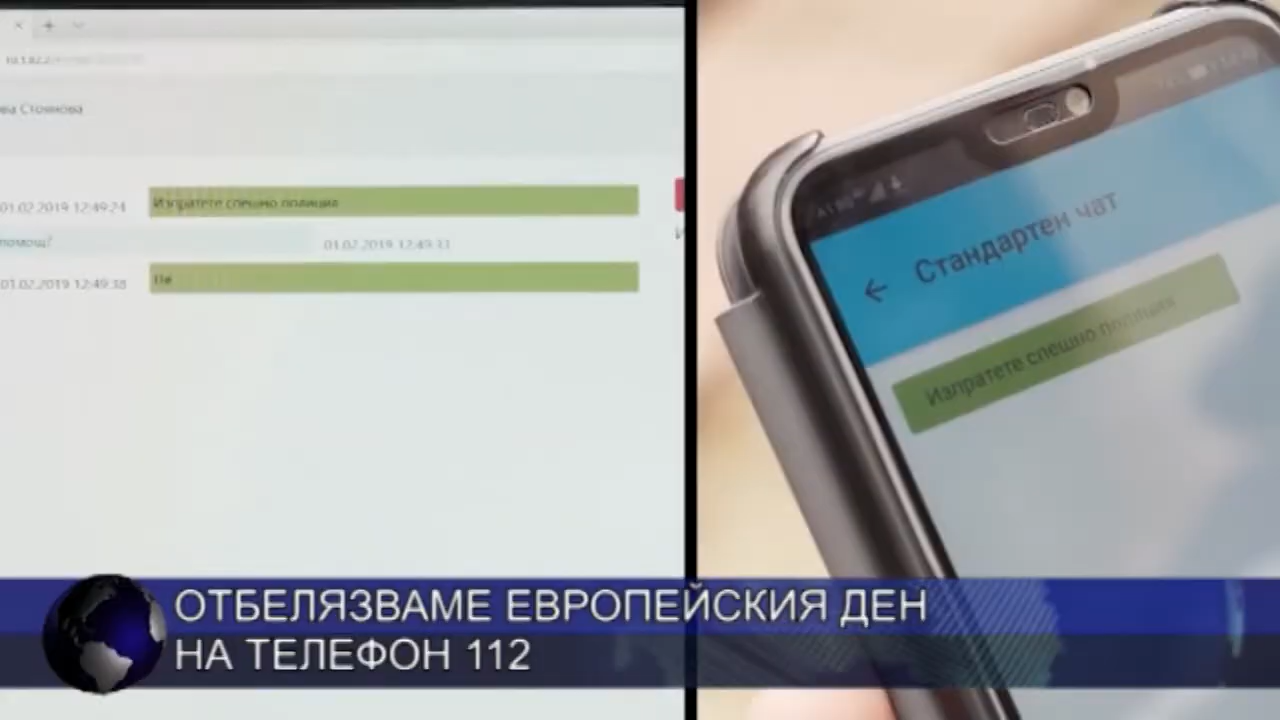 ва Стоянова
01.02.2019 12:49:24
Изпратете спешно полиция
помощ?
01.02.2019 12:49:33
01.02.2019 12:49:38
Не
Стандартен чат
Изпратете спешно полиция
ОТБЕЛЯЗВАМЕ ЕВРОПЕЙСКИЯ ДЕН
НА ТЕЛЕФОН 112